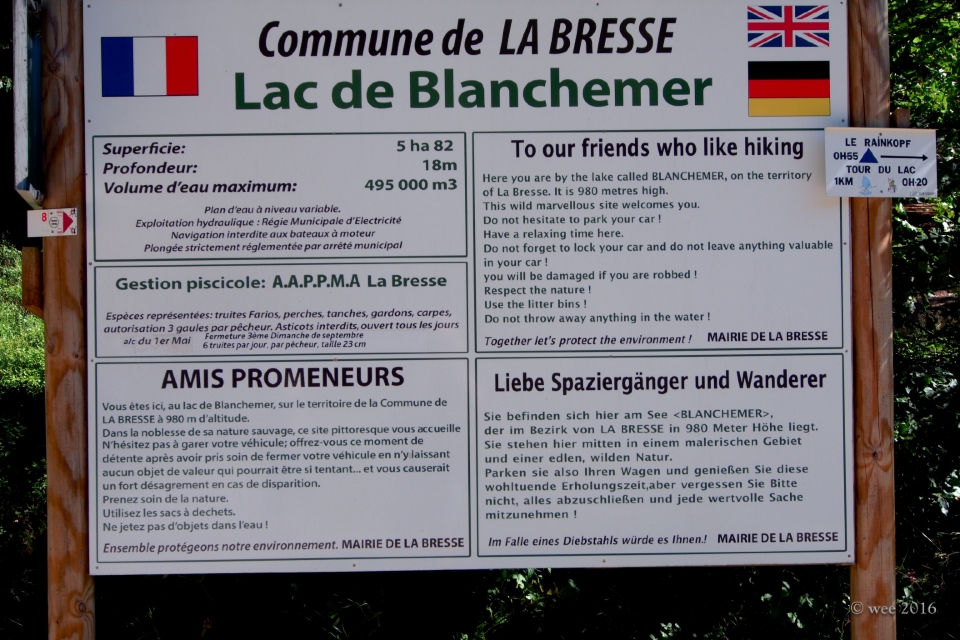 Commune de LA BRESSE
Lac de Blanchemer
Superficie: 5 ha 82
Profondeur: 18m
Volume d'eau maximum: 495 000 m3
Plan d'eau à niveau variable.
Exploitation hydraulique : Régie Municipale d'Electricité
Navigation interdite aux bateaux à moteur
Plongée strictement réglementée par arrêté municipal
Gestion piscicole: A.A.P.P.M.A La Bresse
Espèces représentées: truites Farios, perches, tanches, gardons, carpes,
autorisation 3 gaules par pêcheur. Asticots interdits, ouvert tous les jours
a/c du 1er Mai
Fermeture 3ème Dimanche de septembre
6 truites par jour, par pêcheur, taille 23 cm
AMIS PROMENEURS
Vous êtes ici, au lac de Blanchemer, sur le territoire de la Commune de
LA BRESSE à 980 m d'altitude.
Dans la noblesse de sa nature sauvage, ce site pittoresque vous accueille
N'hésitez pas à garer votre véhicule; offrez-vous ce moment de
détente après avoir pris soin de fermer votre véhicule en n'y laissant
aucun objet de valeur qui pourrait être si tentant... et vous causerait
un fort désagrement en cas de disparition.
Prenez soin de la nature.
Utilisez les sacs à dechets.
Ne jetez pas d'objets dans l'eau !
Ensemble protégeons notre environnement. MAIRIE DE LA BRESSE
To our friends who like hiking
Here you are by the lake called BLANCHEMER, on the territory
of La Bresse. It is 980 metres high.
This wild marvellous site welcomes you.
Do not hesitate to park your car !
Have a relaxing time here.
Do not forget to lock your car and do not leave anything valuable
in your car !
you will be damaged if you are robbed !
Respect the nature !
Use the litter bins !
Do not throw away anything in the water !
Together let's protect the environment ! MAIRIE DE LA BRESSE
Liebe Spaziergänger und Wanderer
Sie befinden sich hier am See <BLANCHEMER>,
der im Bezirk von LA BRESSE in 980 Meter Höhe liegt.
Sie stehen hier mitten in einem malerischen Gebiet
und einer edlen, wilden Natur.
Parken sie also Ihren Wagen und genießen Sie diese
wohltuende Erholungszeit,aber vergessen Sie Bitte
nicht, alles abzuschließen und jede wertvolle Sache
mitzunehmen !
Im Falle eines Diebstahls würde es Ihnen.! MAIRIE DE LA BRESSE
LE RAINKOPF
0H55
TOUR DU LAC
1KM 0H20
8
© wee 2016